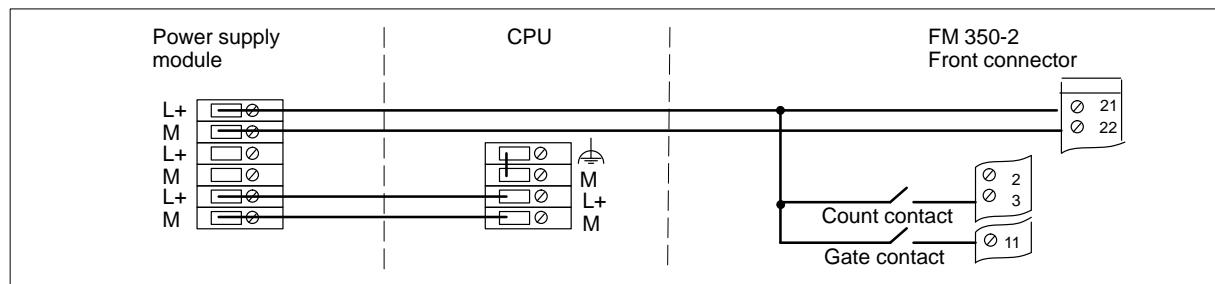 Power supply
module
CPU
FM 350-2
Front connector
L+
M
L+
M
L+
M
M
L+
M
21
22
2
3
11
Count contact
Gate contact